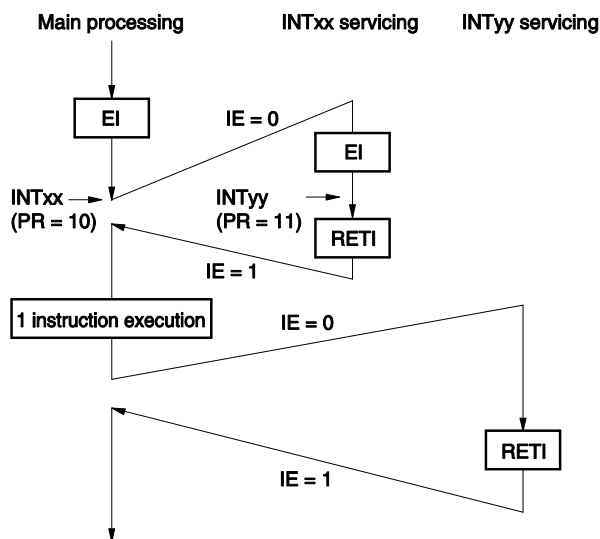 Main processing
INTxx servicing
INTyy servicing
EI
IE = 0
EI
INTxx
(PR = 10)
INTyy
(PR = 11)
RETI
IE = 1
1 instruction execution
IE = 0
RETI
IE = 1